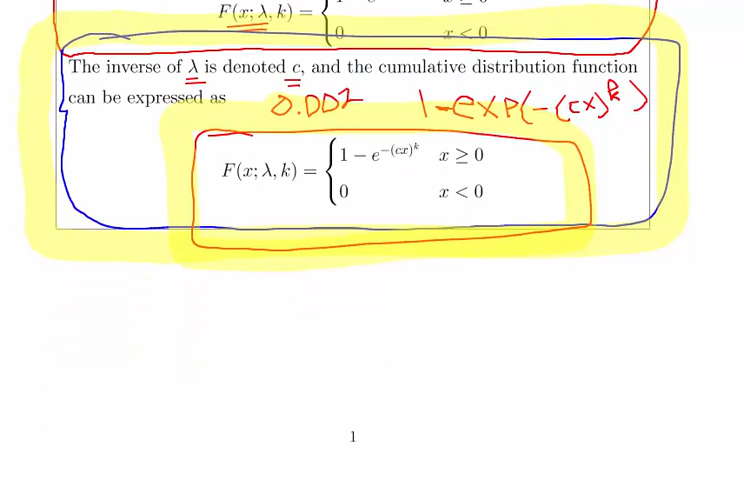 F(x; λ, k) = {
0 x < 0
The inverse of λ is denoted c, and the cumulative distribution function
can be expressed as 0.002 1-exp(-(cx)^k)
F(x; λ, k) = { 1 − e^{−(cx)^k} x ≥ 0
0 x < 0
1